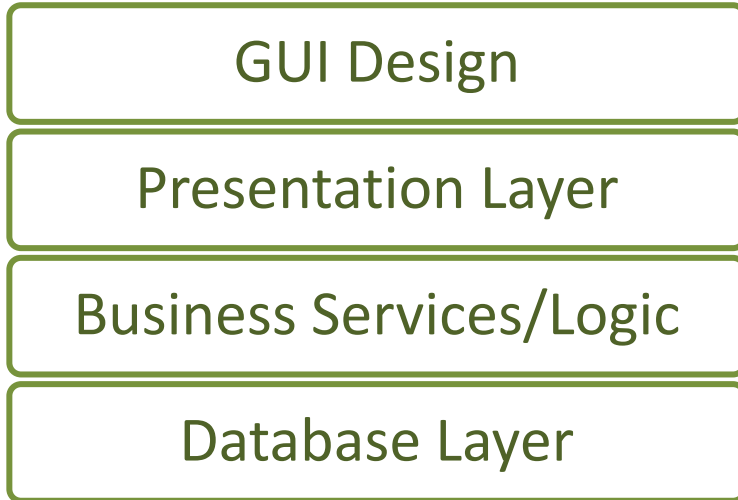 GUI Design
Presentation Layer
Business Services/Logic
Database Layer